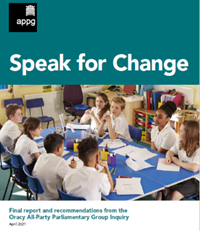 appg
Speak for Change
Final report and recommendations from the
Oracy All-Party Parliamentary Group Inquiry
April 2021